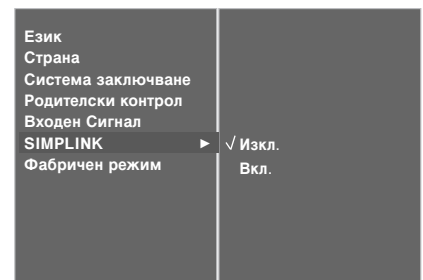 Език
Страна
Система заключване
Родителски контрол
Входен Сигнал
SIMPLINK ► √ Изкл.
Фабричен режим Вкл.